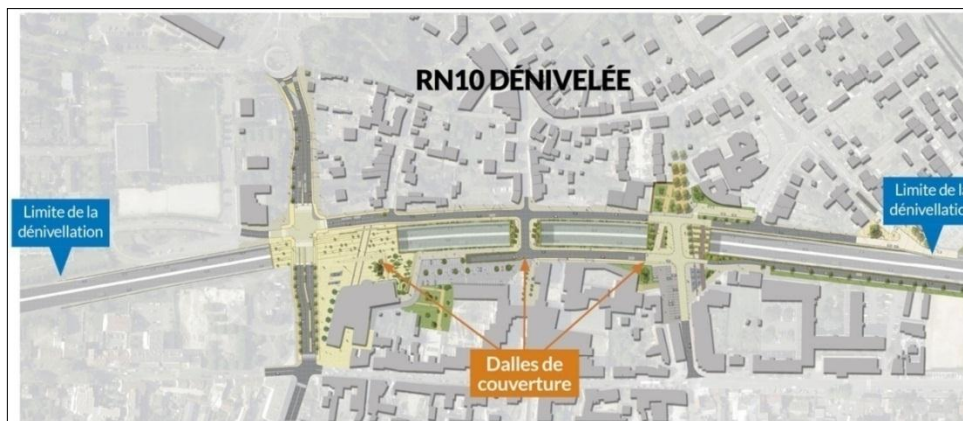 RN10 DÉNIVELÉE
Limite de la
dénivellation
Limite de la
dénivellation
Dalles de
couverture